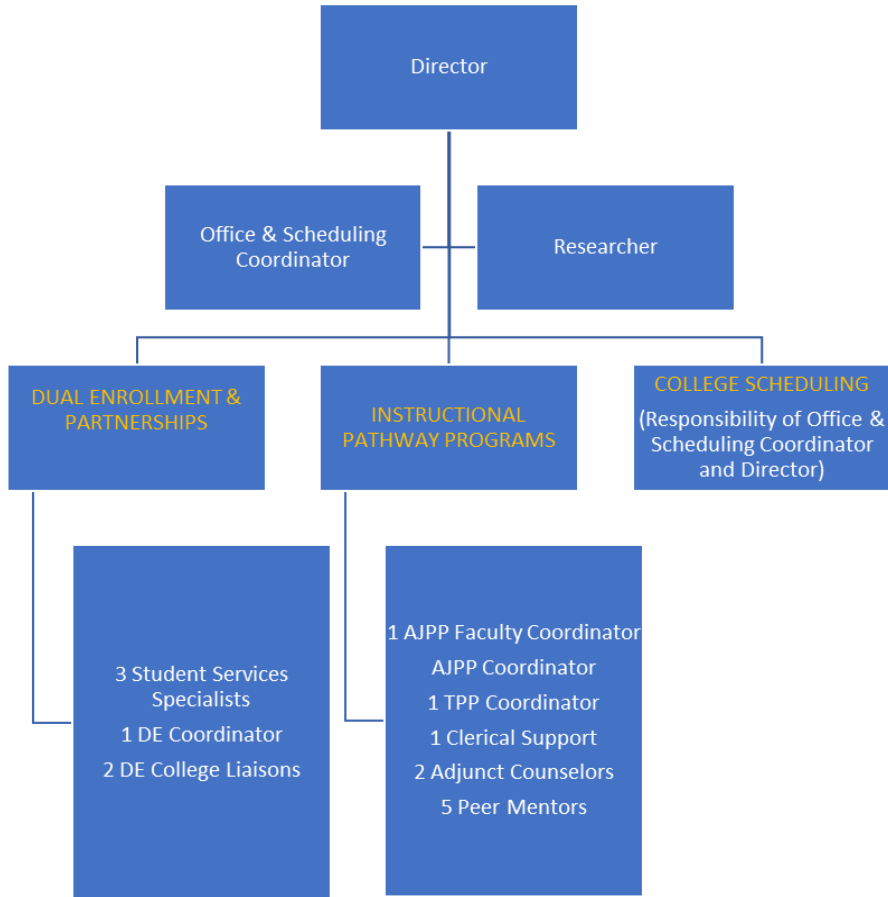 Director
Office & Scheduling
Coordinator
Researcher
DUAL ENROLLMENT &
PARTNERSHIPS
INSTRUCTIONAL
PATHWAY PROGRAMS
COLLEGE SCHEDULING
(Responsibility of Office &
Scheduling Coordinator
and Director)
3 Student Services
Specialists
1 DE Coordinator
2 DE College Liaisons
1 AJPP Faculty Coordinator
AJPP Coordinator
1 TPP Coordinator
1 Clerical Support
2 Adjunct Counselors
5 Peer Mentors